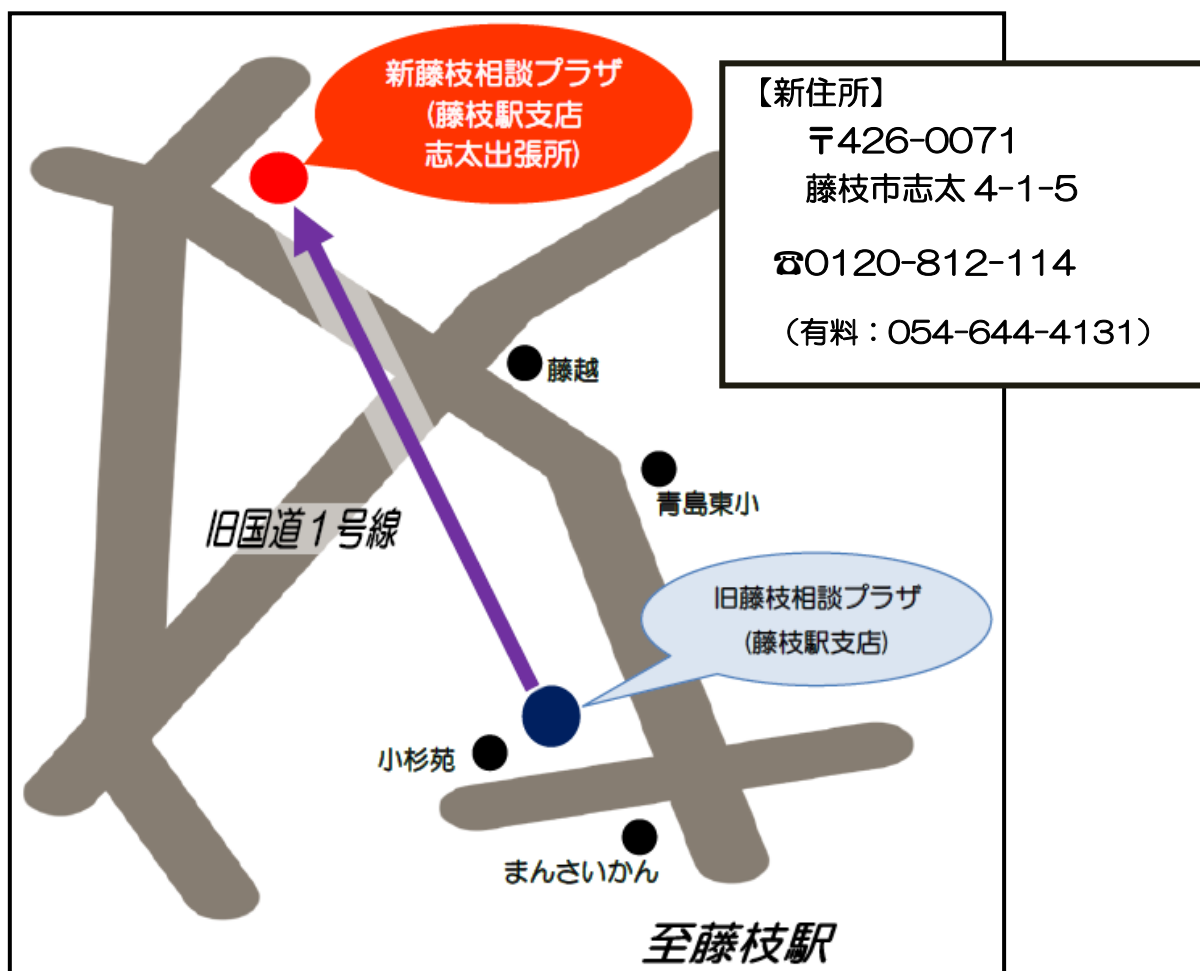 新藤枝相談プラザ
(藤枝駅支店
志太出張所)
【新住所】
〒426-0071
藤枝市志太 4-1-5
☎0120-812-114
（有料：054-644-4131）
藤越
青島東小
旧国道１号線
旧藤枝相談プラザ
(藤枝駅支店)
小杉苑
まんさいかん
至藤枝駅